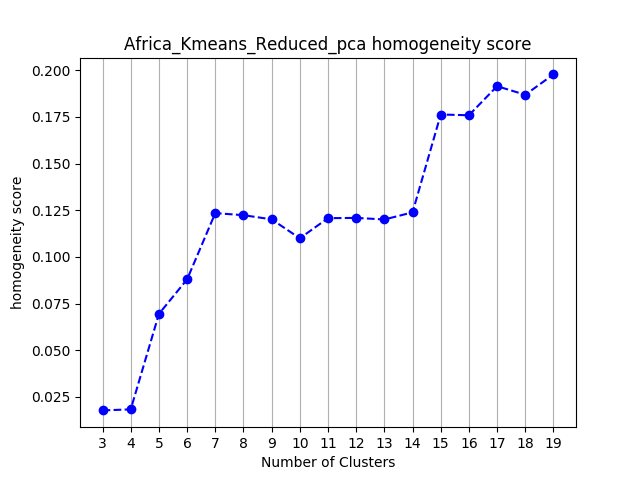 Africa_Kmeans_Reduced_pca homogeneity score
0.200
0.175
0.150
0.125
0.100
0.075
0.050
0.025
homogeneity score
3 4 5 6 7 8 9 10 11 12 13 14 15 16 17 18 19
Number of Clusters